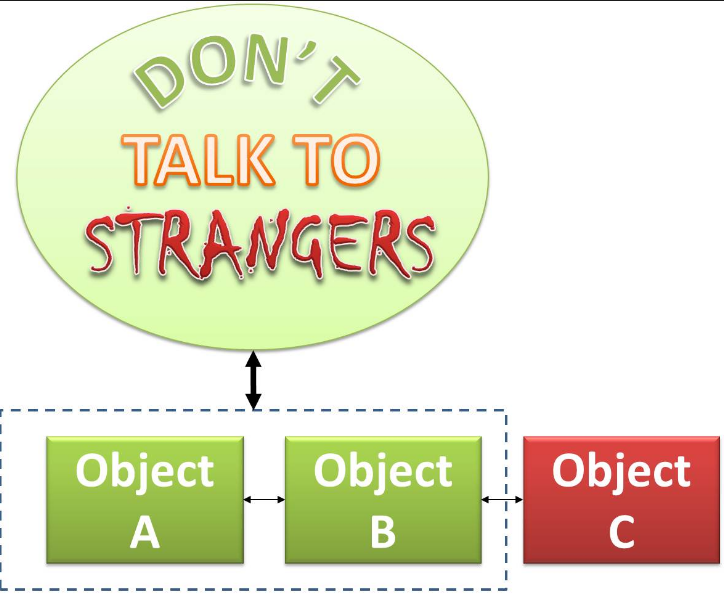 DON'T
TALK TO
STRANGERS
Object
A
Object
B
Object
C